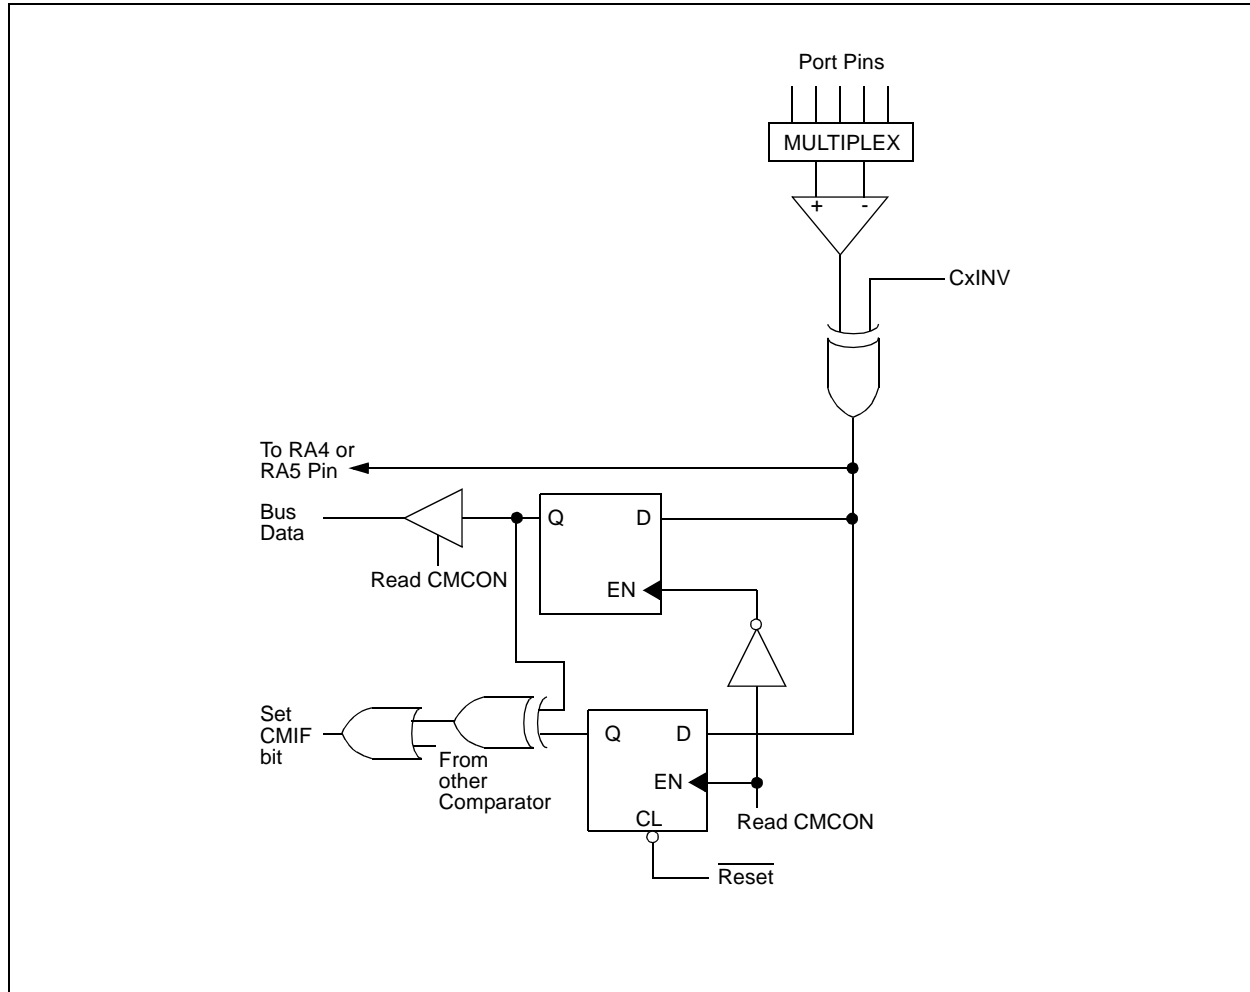 Port Pins
MULTIPLEX
+ -
CxINV
To RA4 or
RA5 Pin
Bus
Data
Q D
EN
Read CMCON
Set
CMIF
bit
From
other
Comparator
Q D
EN
CL
Read CMCON
Reset